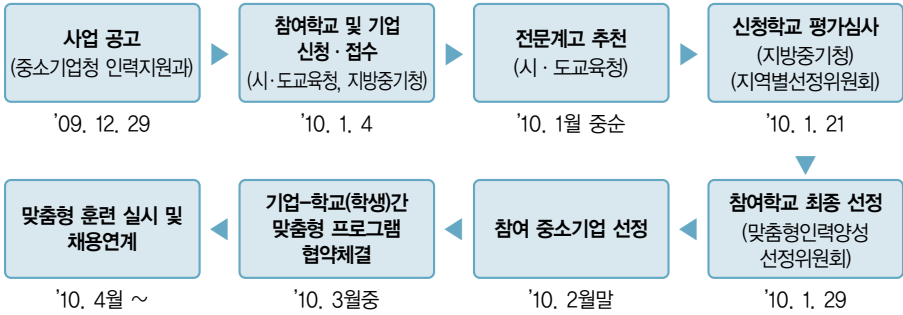 사업 공고
(중소기업청 인력지원과)
'09. 12. 29
참여학교 및 기업
신청 · 접수
(시 · 도교육청, 지방중기청)
'10. 1. 4
전문계고 추천
(시 · 도교육청)
'10. 1월 중순
신청학교 평가심사
(지방중기청)
(지역별선정위원회)
'10. 1. 21
참여학교 최종 선정
(맞춤형인력양성
선정위원회)
'10. 1. 29
참여 중소기업 선정
'10. 2월말
기업-학교(학생)간
맞춤형 프로그램
협약체결
'10. 3월중
맞춤형 훈련 실시 및
채용연계
'10. 4월 ~